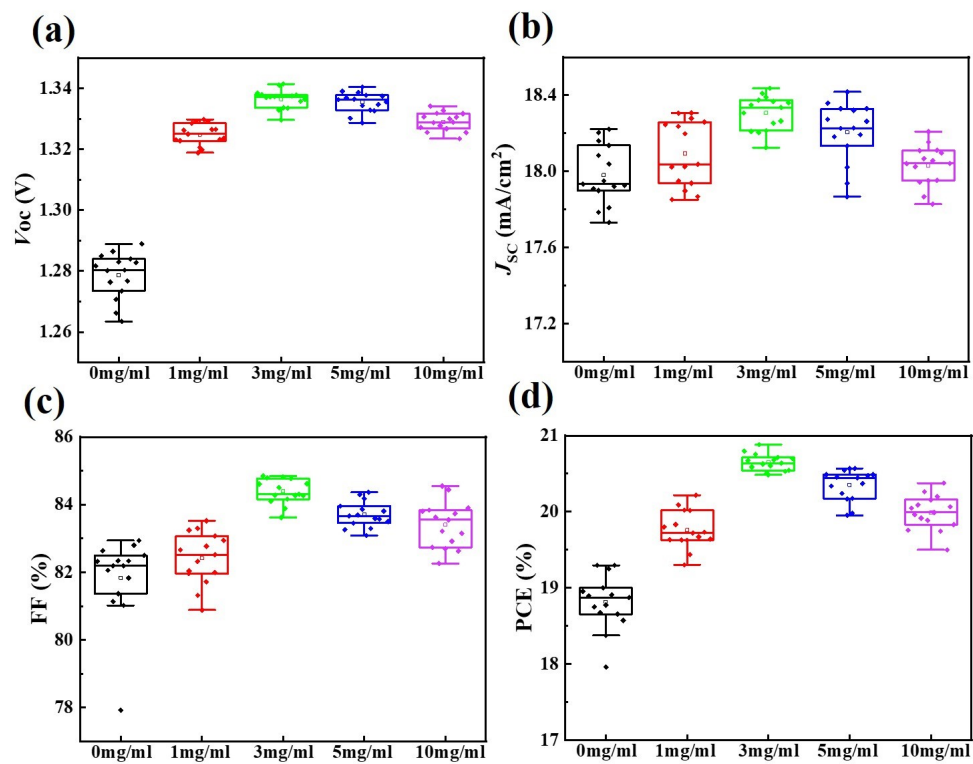 (a)
Voc (V)
1.34
1.32
1.30
1.28
1.26
0mg/ml 1mg/ml 3mg/ml 5mg/ml 10mg/ml
(b)
JSC (mA/cm2)
18.4
18.0
17.6
17.2
0mg/ml 1mg/ml 3mg/ml 5mg/ml 10mg/ml
(c)
FF (%)
86
84
82
80
78
0mg/ml 1mg/ml 3mg/ml 5mg/ml 10mg/ml
(d)
PCE (%)
21
20
19
18
17
0mg/ml 1mg/ml 3mg/ml 5mg/ml 10mg/ml